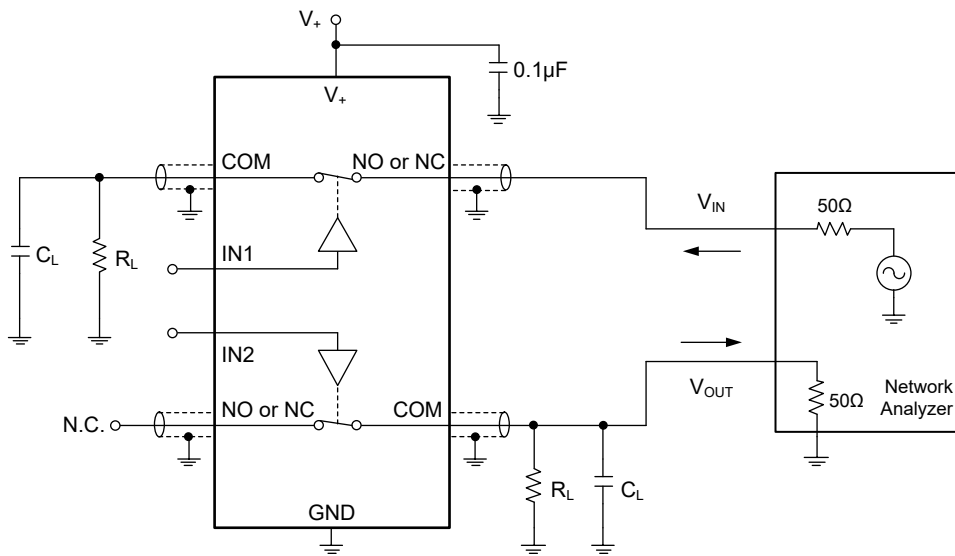 V+
0.1µF
V+
COM
NO or NC
CL
RL
IN1
IN2
VIN
50Ω
VOUT
50Ω
Network
Analyzer
N.C.
NO or NC
COM
RL
CL
GND